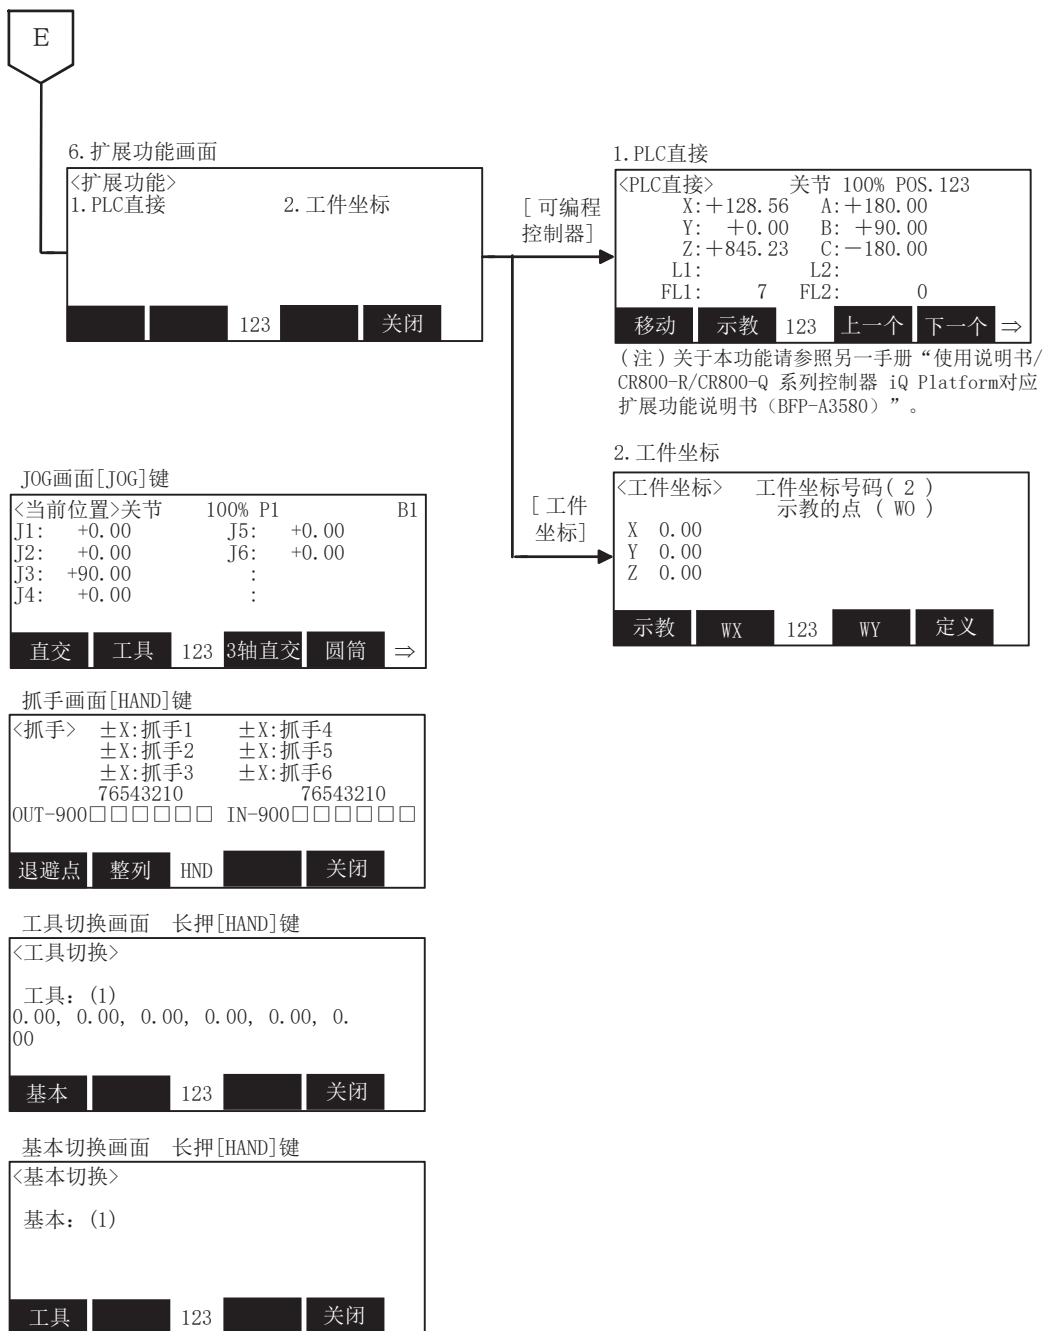 E
6.扩展功能画面
<扩展功能>
1.PLC直接 2.工件坐标
123 关闭
[可编程
控制器]
1.PLC直接
<PLC直接> 关节 100% POS.123
X:+128.56 A:+180.00
Y: +0.00 B: +90.00
Z:+845.23 C:-180.00
L1: L2:
FL1: 7 FL2: 0
移动 示教 123 上一个 下一个 ⇒
(注)关于本功能请参照另一手册“使用说明书/
CR800-R/CR800-Q 系列控制器 iQ Platform对应
扩展功能说明书（BFP-A3580）”。
[工件
坐标]
2.工件坐标
<工件坐标> 工件坐标号码( 2 )
示教的点 ( WO )
X 0.00
Y 0.00
Z 0.00
示教 WX 123 WY 定义
JOG画面[JOG]键
<当前位置>关节 100% P1 B1
J1: +0.00 J5: +0.00
J2: +0.00 J6: +0.00
J3: +90.00 :
J4: +0.00 :
直交 工具 123 3轴直交 圆筒 ⇒
抓手画面[HAND]键
<抓手> ±X:抓手1 ±X:抓手4
±X:抓手2 ±X:抓手5
±X:抓手3 ±X:抓手6
76543210 76543210
OUT-900□□□□□□ IN-900□□□□□□
退避点 整列 HND 关闭
工具切换画面 长押[HAND]键
<工具切换>
工具: (1)
0.00, 0.00, 0.00, 0.00, 0.00, 0.
00
基本 123 关闭
基本切换画面 长押[HAND]键
<基本切换>
基本: (1)
工具 123 关闭